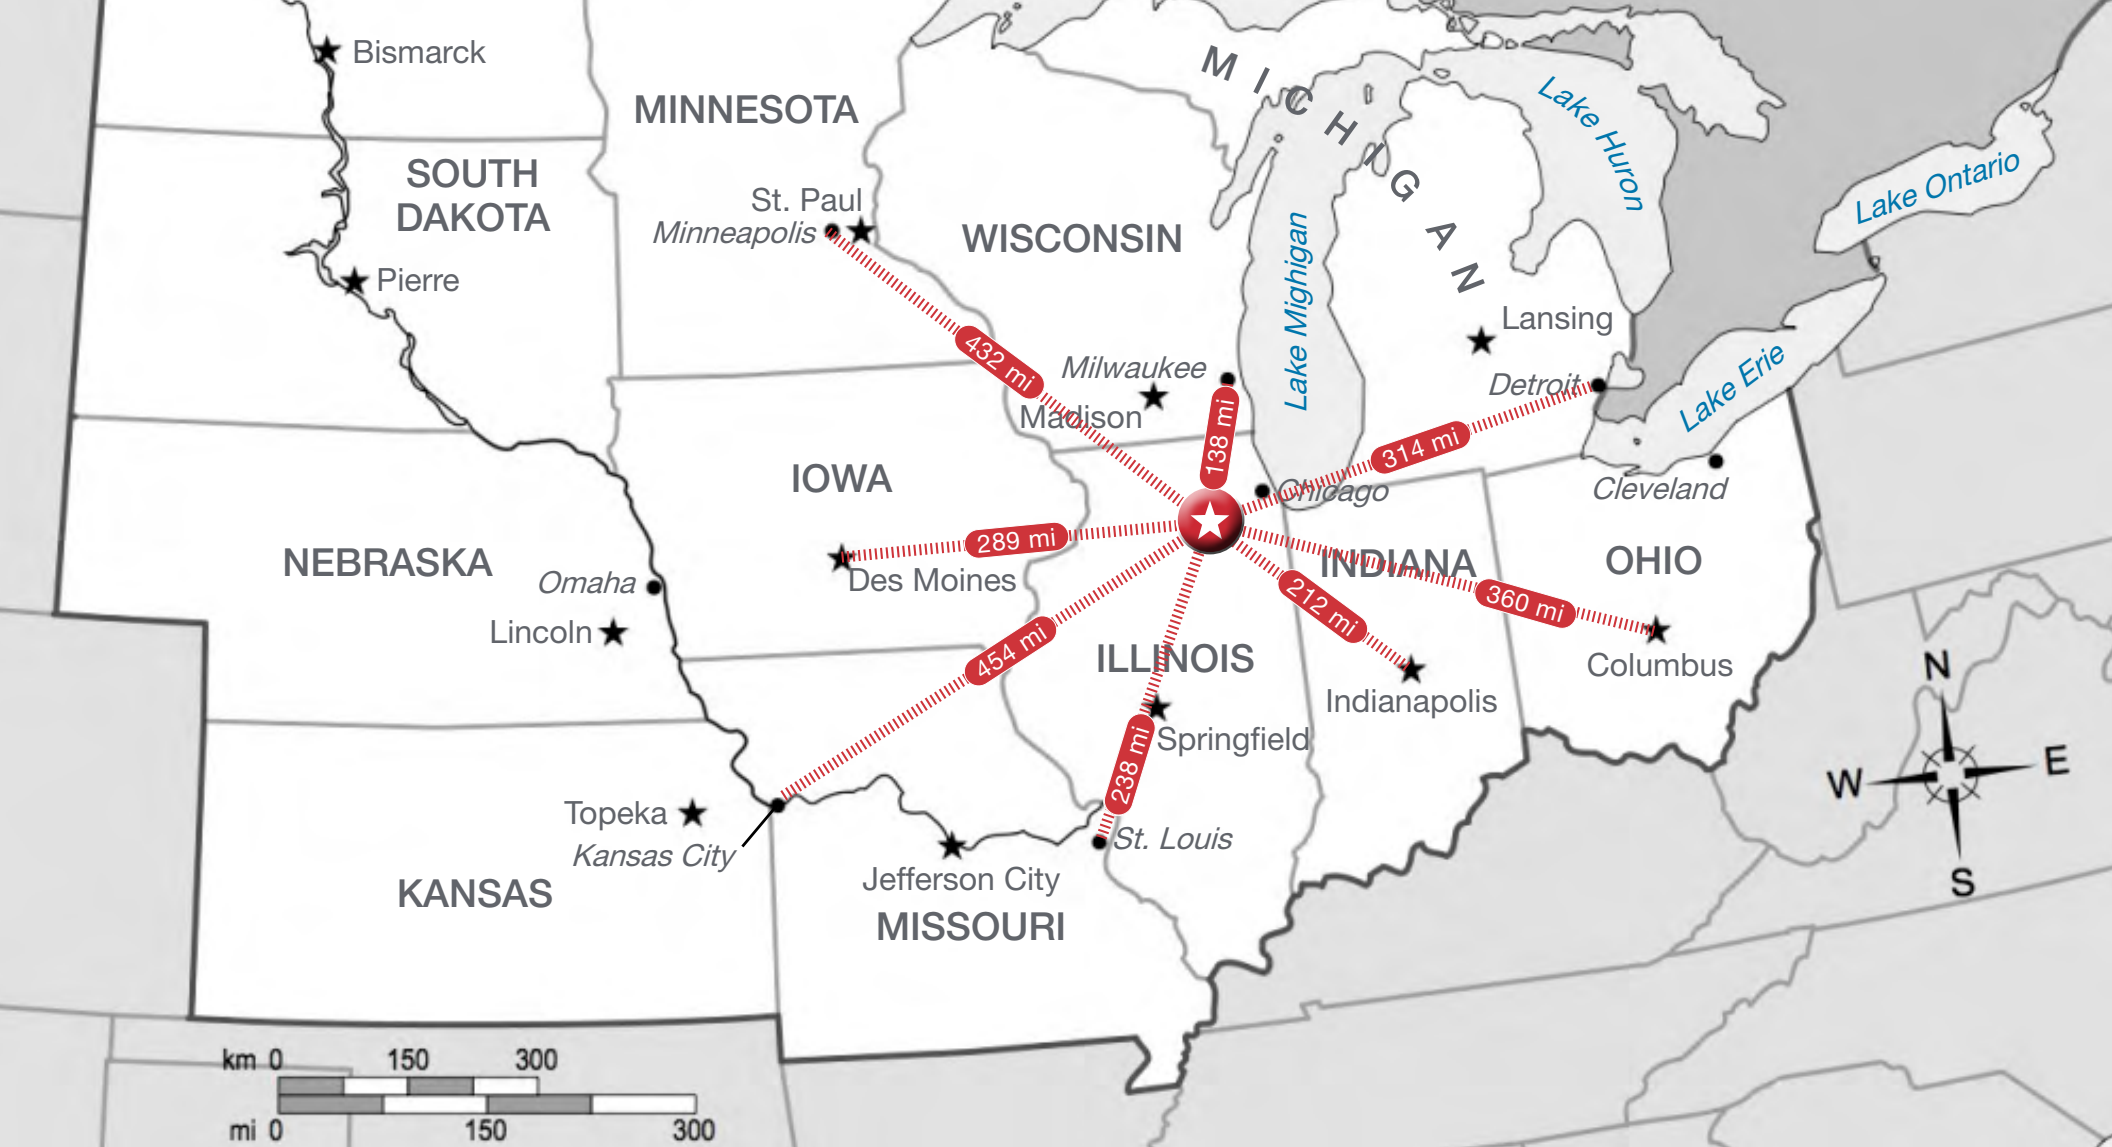 Bismarck
MINNESOTA
MICHIGAN
Lake Huron
SOUTH
DAKOTA
St. Paul
Minneapolis
WISCONSIN
Lake Ontario
Pierre
Lake Mighigan
Lansing
432 mi
Milwaukee
Madison
138 mi
Detroit
Lake Erie
314 mi
IOWA
Chicago
Cleveland
289 mi
Des Moines
NEBRASKA
Omaha
Lincoln
INDIANA
OHIO
212 mi
360 mi
454 mi
ILLINOIS
Columbus
Indianapolis
Springfield
238 mi
N
W
E
S
Topeka
Kansas City
St. Louis
Jefferson City
KANSAS
MISSOURI
km 0 150 300
mi 0 150 300